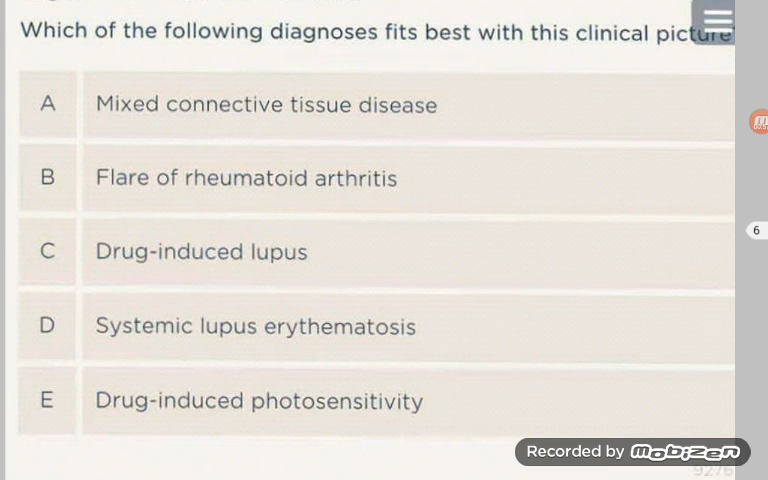 Which of the following diagnoses fits best with this clinical picture
A Mixed connective tissue disease
B Flare of rheumatoid arthritis
C Drug-induced lupus
D Systemic lupus erythematosis
E Drug-induced photosensitivity
6
Recorded by mobizen
9276